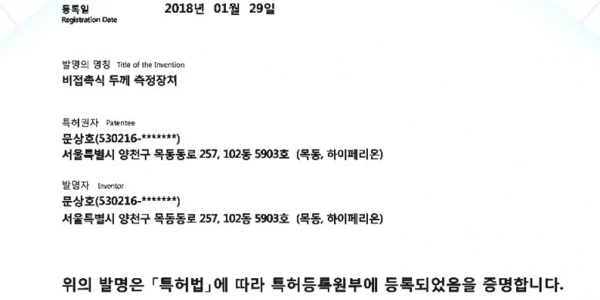 등록일 2018년 01월 29일
Registration Date
발명의 명칭 Title of the Invention
비접촉식 두께 측정장처
특허권자 Patentee
문상호(530216-*******)
서울특별시 양천구 목동동로 257, 102동 5903호 (목동, 하이페리온)
발명자 Inventor
문상호(530216-*******)
서울특별시 양천구 목동동로 257, 102동 5903호 (목동, 하이페리온)
위의 발명은 「특허법」에 따라 특허등록원부에 등록되었음을 증명합니다.